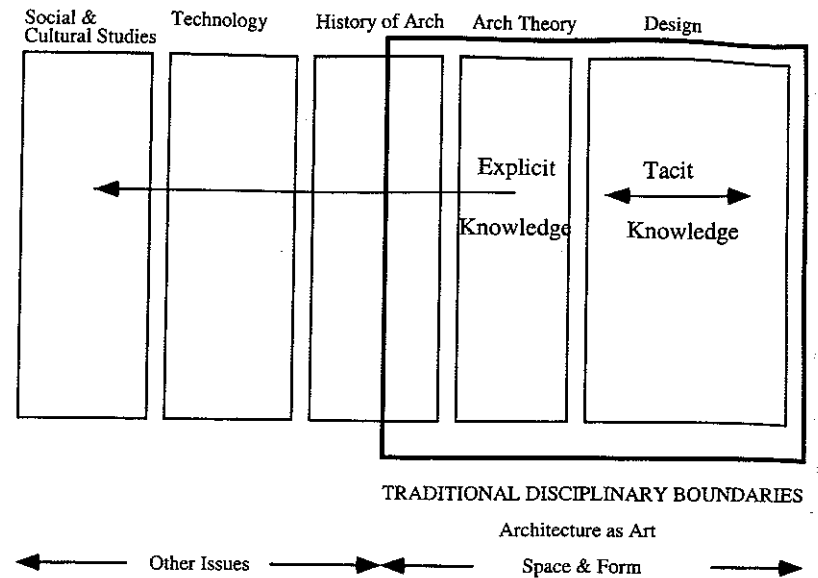 Social &
Cultural Studies
Technology
History of Arch
Arch Theory
Design
Explicit
Knowledge
Tacit
Knowledge
TRADITIONAL DISCIPLINARY BOUNDARIES
Architecture as Art
Other Issues
Space & Form